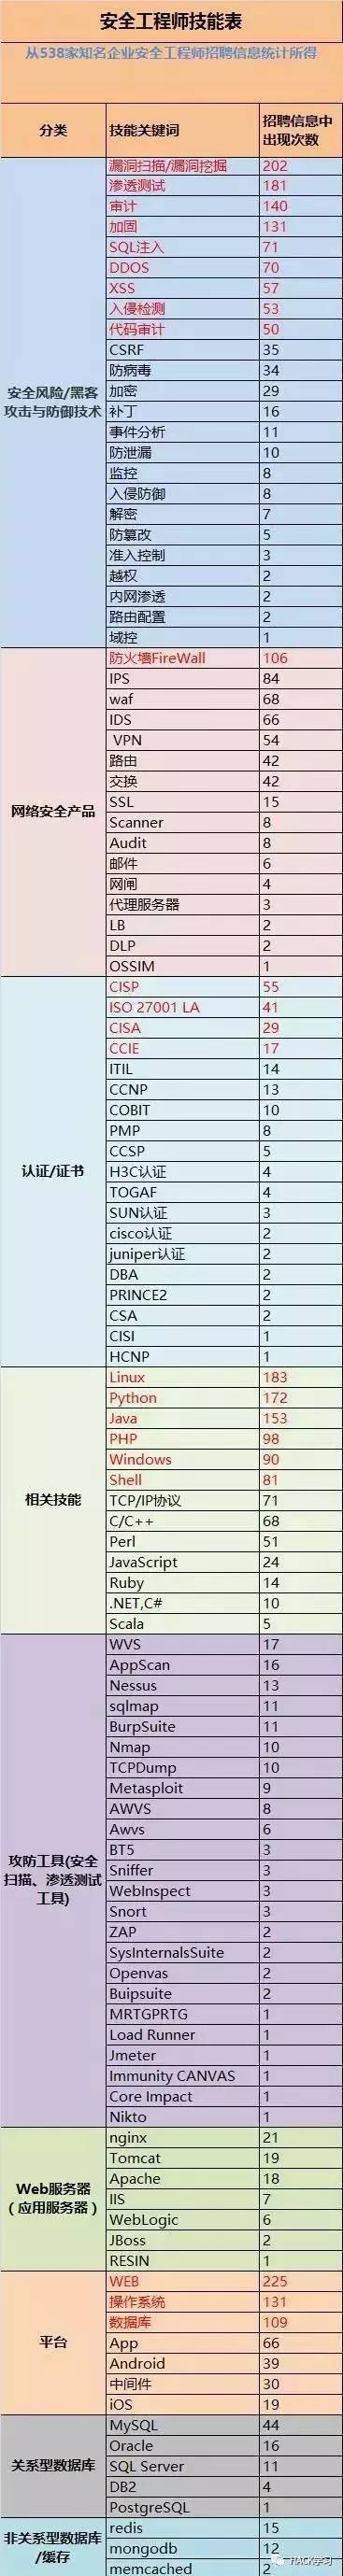 安全工程师技能表
从538家知名企业安全工程师招聘信息统计所得
分类 技能关键词 招聘信息中
出现次数
安全风险/黑客
攻击与防御技术
漏洞扫描/漏洞挖掘 202
渗透测试 181
审计 140
加固 131
SQL注入 71
DDOS 70
XSS 57
入侵检测 53
代码审计 50
CSRF 35
防病毒 34
加密 29
补丁 16
事件分析 11
防泄漏 10
监控 8
入侵防御 8
解密 7
防篡改 5
准入控制 3
越权 2
内网渗透 2
路由配置 2
域控 1
网络安全产品
防火墙FireWall 106
IPS 84
waf 68
IDS 66
VPN 54
路由 42
交换 42
SSL 15
Scanner 8
Audit 8
邮件 6
网闸 4
代理服务器 3
LB 2
DLP 2
OSSIM 1
认证/证书
CISP 55
ISO 27001 LA 41
CISA 29
CCIE 17
ITIL 14
CCNP 13
COBIT 10
PMP 8
CCSP 5
H3C认证 4
TOGAF 4
SUN认证 3
cisco认证 2
juniper认证 2
DBA 2
PRINCE2 2
CSA 2
CISI 1
HCNP 1
相关技能
Linux 183
Python 172
Java 153
PHP 98
Windows 90
Shell 81
TCP/IP协议 71
C/C++ 68
Perl 51
JavaScript 24
Ruby 14
.NET,C# 10
Scala 5
攻防工具(安全
扫描、渗透测试
工具)
WVS 17
AppScan 16
Nessus 13
sqlmap 11
BurpSuite 11
Nmap 10
TCPDump 10
Metasploit 9
AWVS 8
Awvs 6
BT5 3
Sniffer 3
WebInspect 3
Snort 3
ZAP 2
SysInternalsSuite 2
Openvas 2
Buipsuite 2
MRTGPRTG 1
Load Runner 1
Jmeter 1
Immunity CANVAS 1
Core Impact 1
Nikto 1
Web服务器
（应用服务器）
nginx 21
Tomcat 19
Apache 18
IIS 7
WebLogic 6
JBoss 2
RESIN 1
平台
WEB 225
操作系统 131
数据库 109
App 66
Android 39
中间件 30
iOS 19
关系型数据库
MySQL 44
Oracle 16
SQL Server 11
DB2 4
PostgreSQL 1
非关系型数据库
/缓存
redis 15
mongodb 12
memcached 2
HACK学习